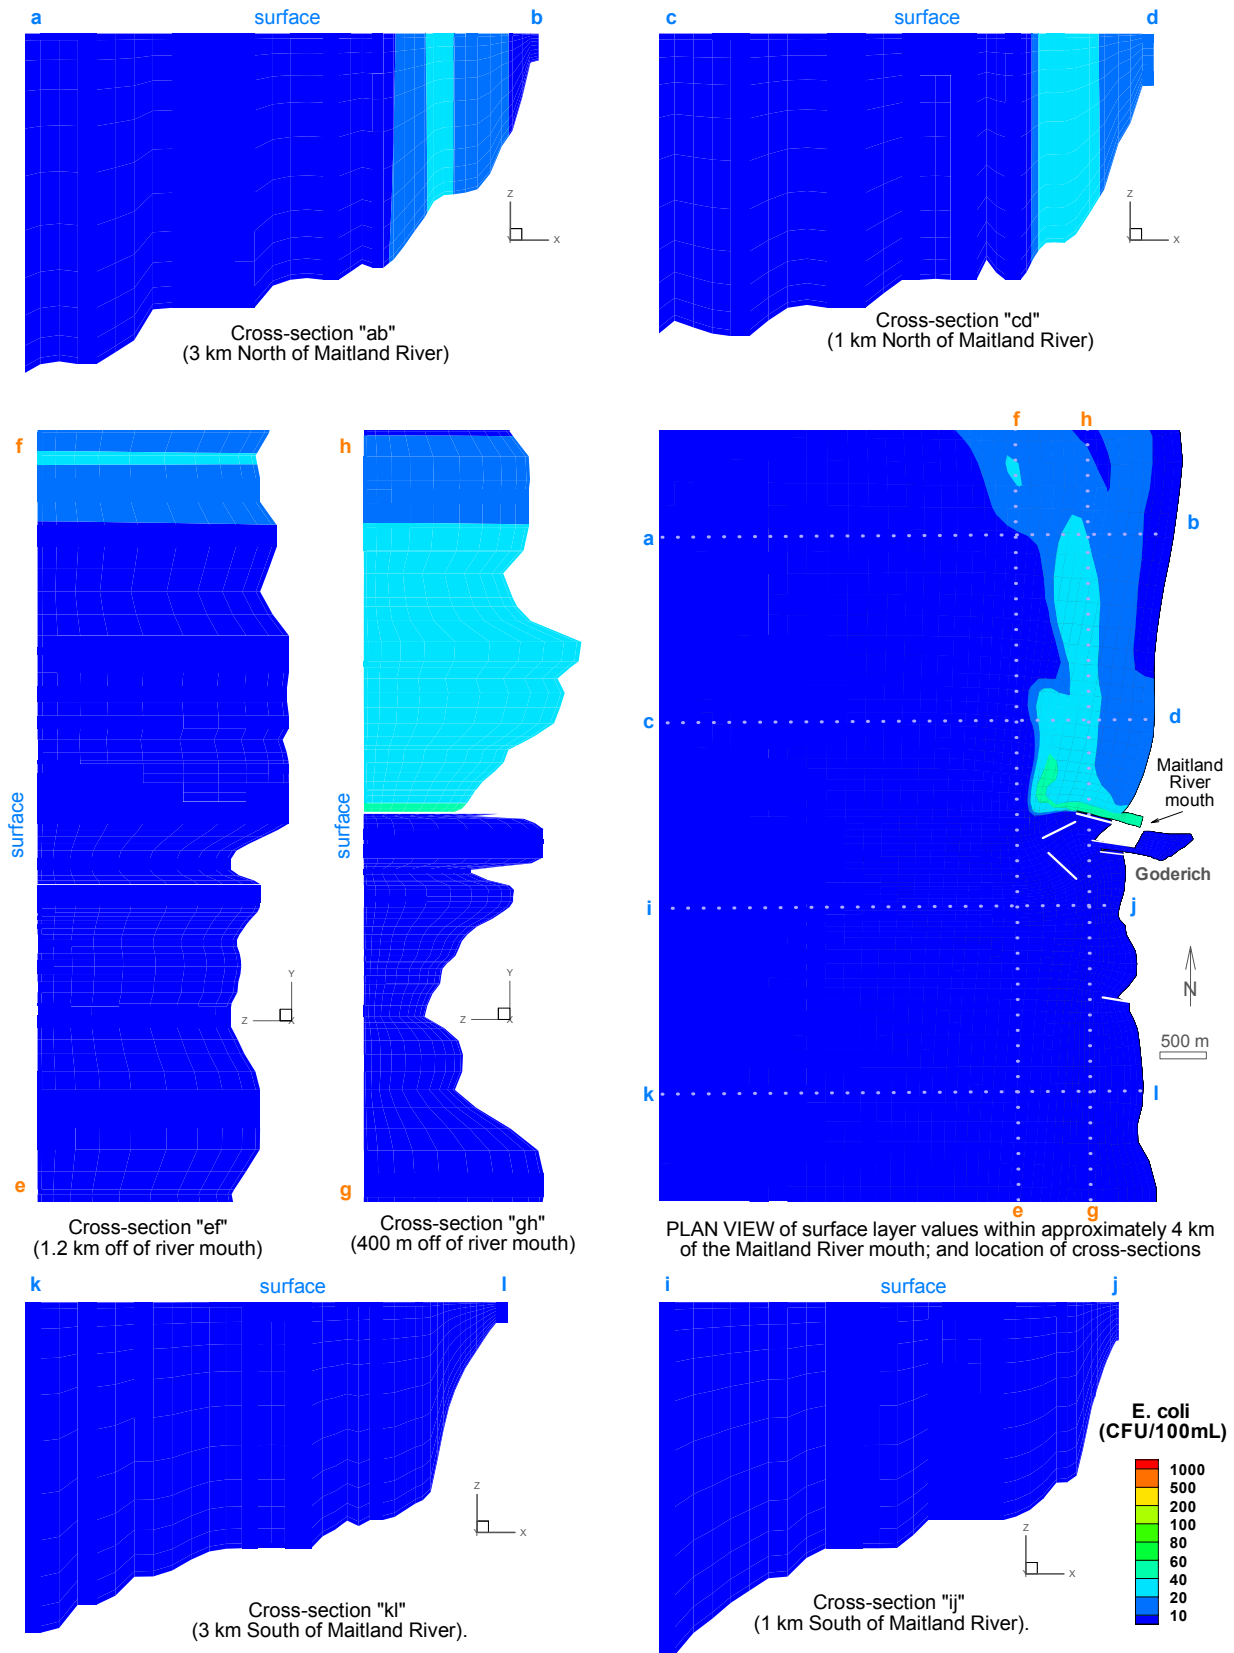 a surface b
c d
Z
X
Y
Z
X
Y
Cross-section "ab"
(3 km North of Maitland River)
Cross-section "cd"
(1 km North of Maitland River)
f
h
f h
a
b
c
d
Maitland
River
mouth
Goderich
i
j
N
500 m
k
l
surface
surface
Y
Z
X
Y
Z
X
e
g
e g
Cross-section "ef"
(1.2 km off of river mouth)
Cross-section "gh"
(400 m off of river mouth)
PLAN VIEW of surface layer values within approximately 4 km
of the Maitland River mouth; and location of cross-sections
k surface l
i surface j
Z
X
Y
Z
X
Y
Cross-section "kl"
(3 km South of Maitland River).
Cross-section "ij"
(1 km South of Maitland River).
E. coli
(CFU/100mL)
1000
500
200
100
80
60
40
20
10